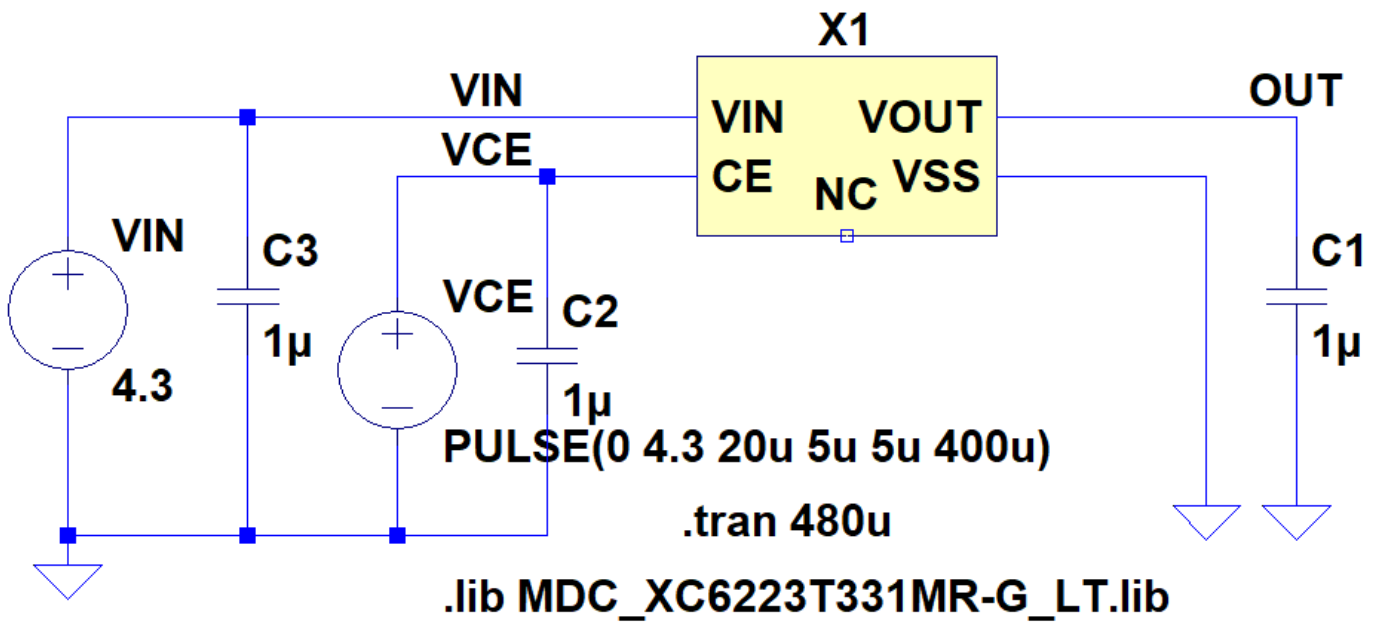 X1
VIN
OUT
VIN
VOUT
VCE
CE
VSS
NC
VIN
C3
C1
VCE
C2
1µ
1µ
4.3
1µ
PULSE(0 4.3 20u 5u 5u 400u)
.tran 480u
.lib MDC_XC6223T331MR-G_LT.lib